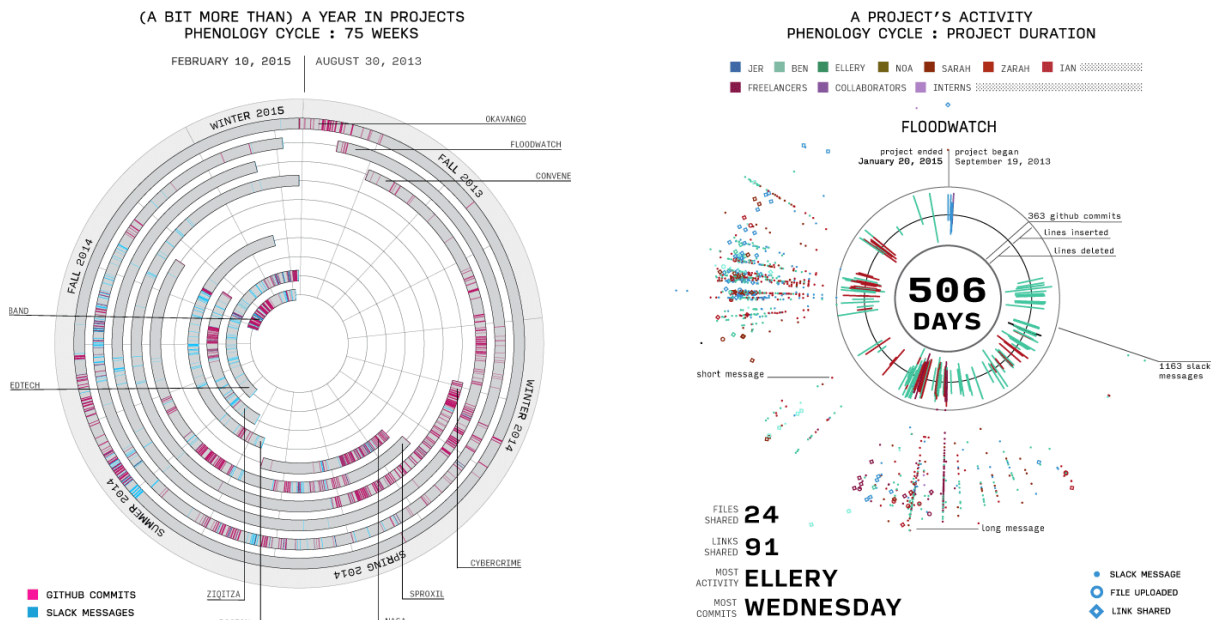 (A BIT MORE THAN) A YEAR IN PROJECTS
PHENOLOGY CYCLE : 75 WEEKS
FEBRUARY 10, 2015
AUGUST 30, 2013
WINTER 2015
OKAVANGO
FLOODWATCH
CONVENE
FALL 2013
FALL 2014
BAND
EDTECH
WINTER 2014
SUMMER 2014
SPRING 2014
CYBERCRIME
ZIQITZA
SPROXIL
NASA
GITHUB COMMITS
SLACK MESSAGES
A PROJECT'S ACTIVITY
PHENOLOGY CYCLE : PROJECT DURATION
JER BEN ELLERY NOA SARAH ZARAH IAN
FREELANCERS COLLABORATORS INTERNS
FLOODWATCH
project ended
January 20, 2015
project began
September 19, 2013
363 github commits
lines inserted
lines deleted
506
DAYS
1163 slack
messages
short message
long message
FILES
SHARED
24
LINKS
SHARED
91
MOST
ACTIVITY
ELLERY
MOST
COMMITS
WEDNESDAY
SLACK MESSAGE
FILE UPLOADED
LINK SHARED